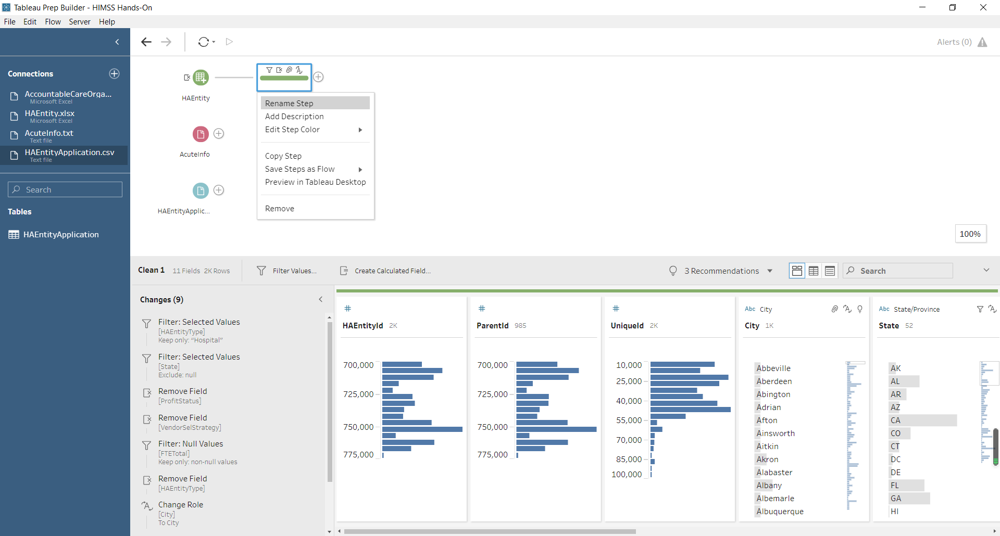 Tableau Prep Builder - HIMSS Hands-On
File Edit Flow Server Help
Alerts (0)
Connections
AccountableCareOrga...
Microsoft Excel
HAEntity.xlsx
Microsoft Excel
AcuteInfo.txt
Text file
HAEntityApplication.csv
Text file
Search
Tables
HAEntityApplication
HAEntity
AcuteInfo
HAEntityApplic...
Rename Step
Add Description
Edit Step Color
Copy Step
Save Steps as Flow
Preview in Tableau Desktop
Remove
100%
Clean 1 11 Fields 2K Rows Filter Values... Create Calculated Field... 3 Recommendations Search
Changes (9)
Filter: Selected Values
[HAEntityType]
Keep only: “Hospital”
Filter: Selected Values
[State]
Exclude: null
Remove Field
[ProfitStatus]
Remove Field
[VendorSelStrategy]
Filter: Null Values
[FTETotal]
Keep only: non-null values
Remove Field
[HAEntityType]
Change Role
[City]
To City
#
HAEntityId 2K
700,000
725,000
750,000
775,000
#
ParentId 985
700,000
725,000
750,000
775,000
#
UniqueId 2K
10,000
25,000
40,000
55,000
70,000
85,000
100,000
Abc City
City 1K
Abbeville
Aberdeen
Abington
Adrian
Afton
Ainsworth
Aitkin
Akron
Alabaster
Albany
Albemarle
Albuquerque
Abc State/Province
State 52
AK
AL
AR
AZ
CA
CO
CT
DC
DE
FL
GA
HI